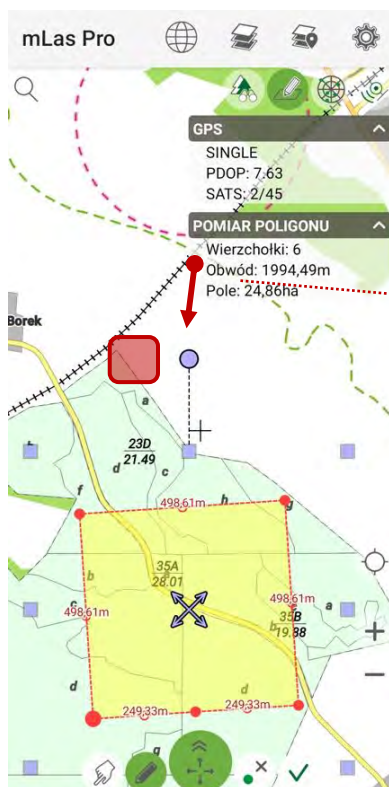 mLas Pro
GPS
SINGLE
PDOP: 7.63
SATS: 2/45
POMIAR POLIGONU
Wierzchołki: 6
Obwód: 1994,49m
Pole: 24,86ha
Borek
a
23D
21.49
d
c
f
498,61m
h
g
35A
28.01
b
c
498,61m
498,61m
a
35B
b
19.88
d
d
249,33m
249,33m
g